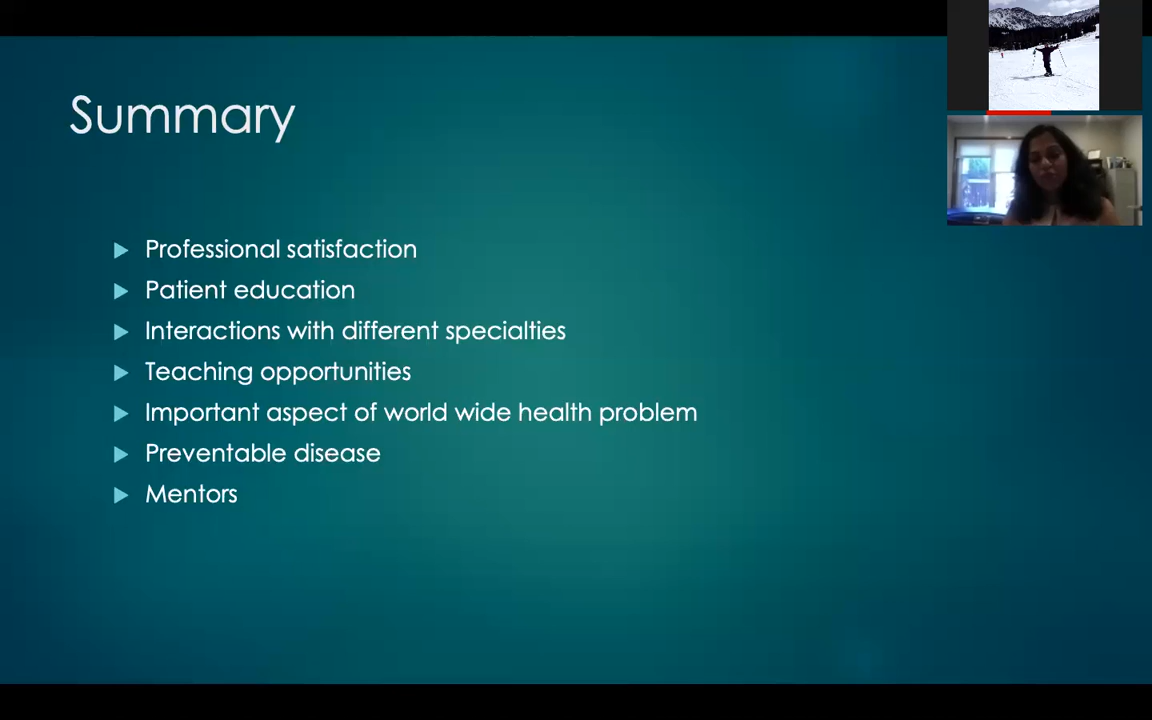 Summary
Professional satisfaction
Patient education
Interactions with different specialties
Teaching opportunities
Important aspect of world wide health problem
Preventable disease
Mentors